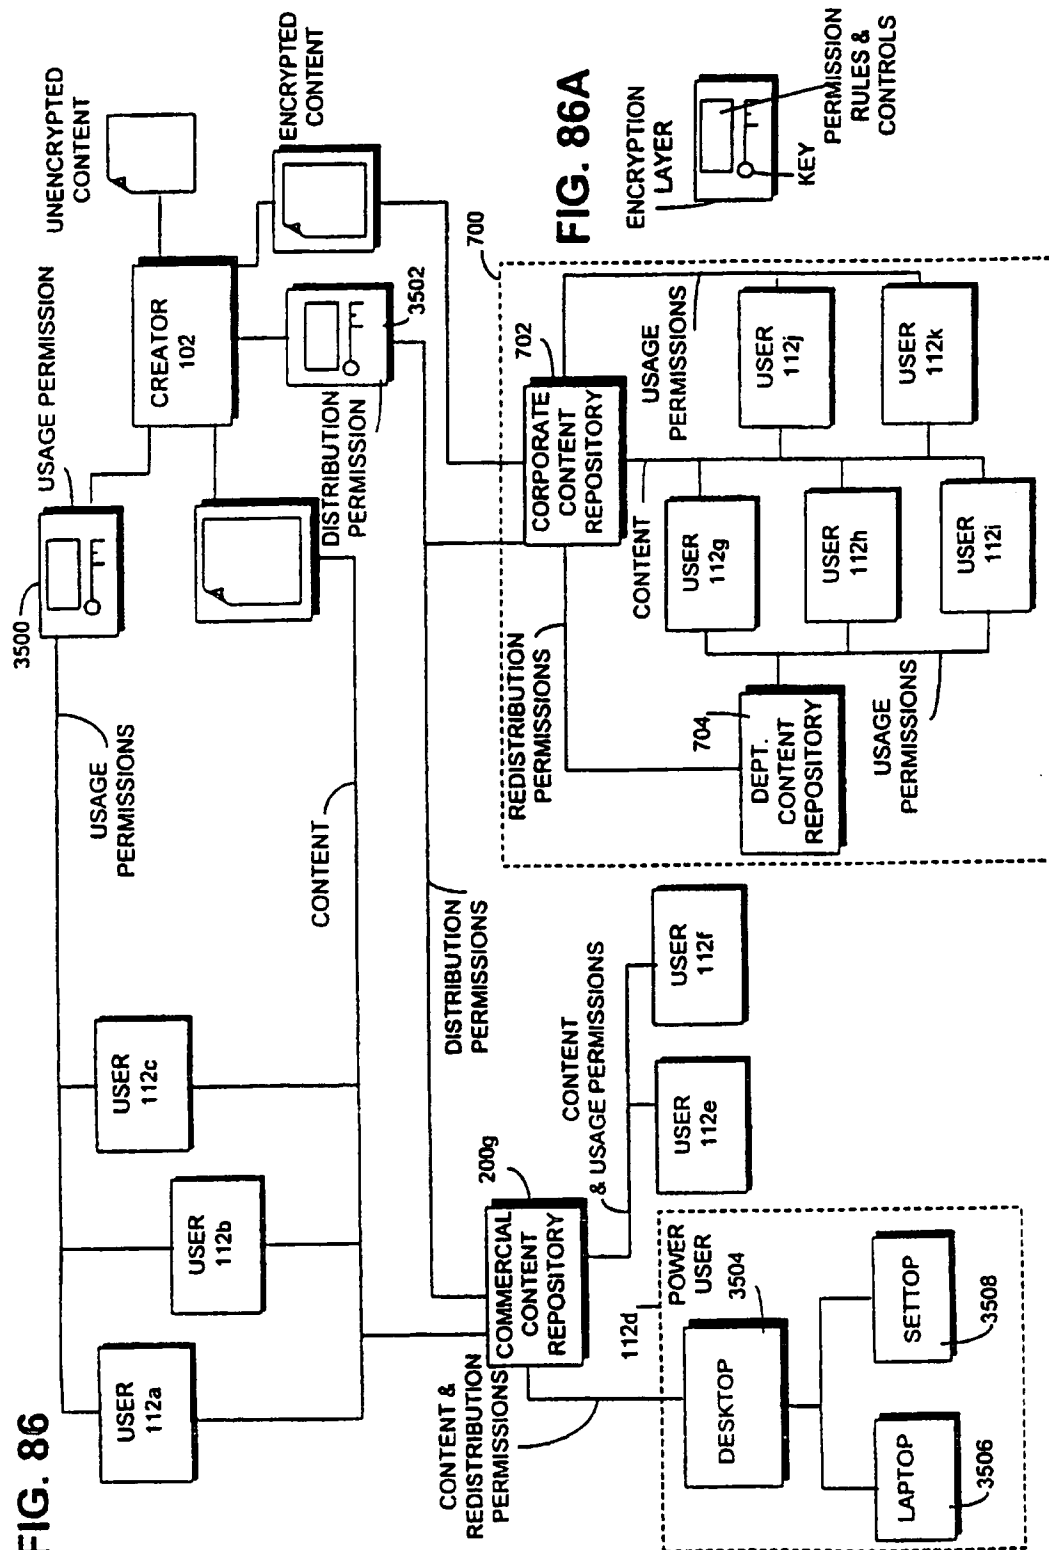 FIG. 86
UNENCRYPTED
CONTENT
USAGE PERMISSION
3500
CREATOR
102
ENCRYPTED
CONTENT
3502
DISTRIBUTION
PERMISSION
USAGE
PERMISSIONS
CONTENT
USER
112a
USER
112b
USER
112c
DISTRIBUTION
PERMISSIONS
COMMERCIAL
CONTENT
REPOSITORY
200g
CONTENT
& USAGE PERMISSIONS
USER
112e
USER
112f
CONTENT &
REDISTRIBUTION
PERMISSIONS
112d
POWER
USER
3504
DESKTOP
LAPTOP
3506
SETTOP
3508
700
702
CORPORATE
CONTENT
REPOSITORY
REDISTRIBUTION
PERMISSIONS
704
DEPT.
CONTENT
REPOSITORY
CONTENT
USAGE
PERMISSIONS
USER
112g
USER
112h
USER
112i
USER
112j
USER
112k
USAGE
PERMISSIONS
FIG. 86A
ENCRYPTION
LAYER
KEY
PERMISSION
RULES &
CONTROLS